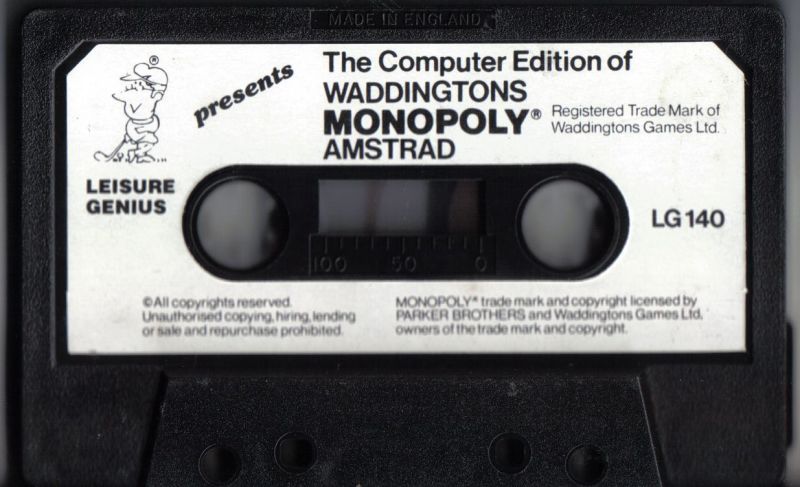 MADE IN ENGLAND
®
presents
The Computer Edition of
WADDINGTONS
MONOPOLY®
AMSTRAD
Registered Trade Mark of
Waddingtons Games Ltd.
LEISURE
GENIUS
LG 140
100 50 0
©All copyrights reserved.
Unauthorised copying, hiring, lending
or sale and repurchase prohibited.
MONOPOLY® trade mark and copyright licensed by
PARKER BROTHERS and Waddingtons Games Ltd.
owners of the trade mark and copyright.